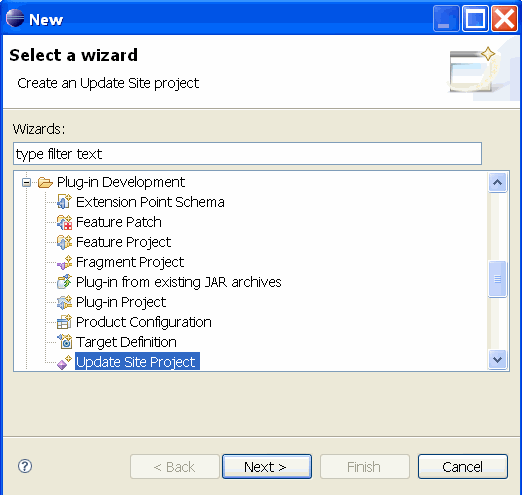 New
Select a wizard
Create an Update Site project
Wizards:
type filter text
Plug-in Development
Extension Point Schema
Feature Patch
Feature Project
Fragment Project
Plug-in from existing JAR archives
Plug-in Project
Product Configuration
Target Definition
Update Site Project
? < Back Next > Finish Cancel